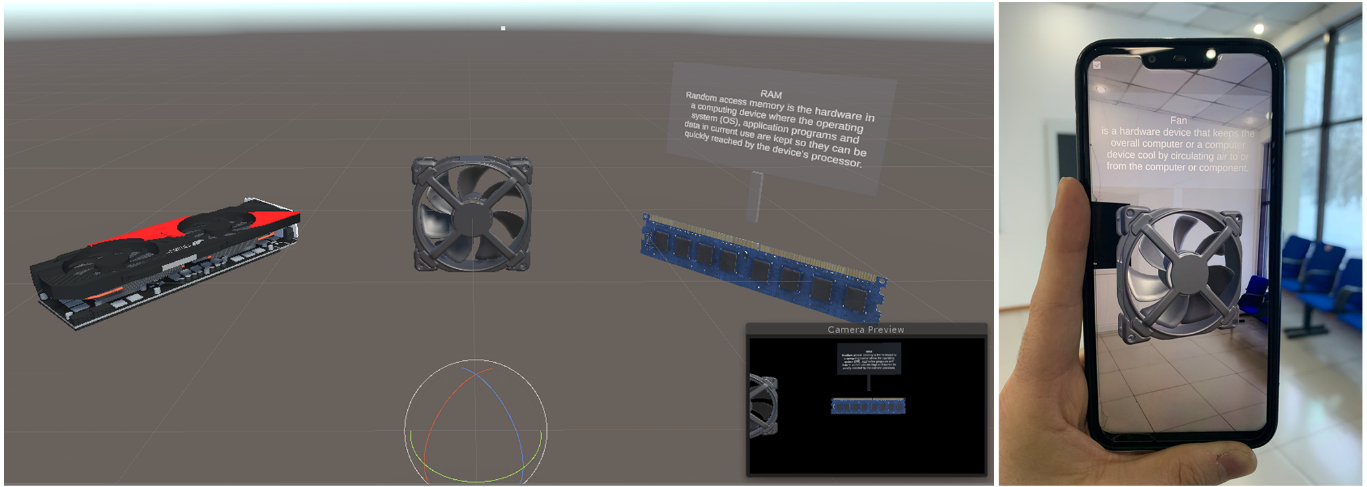 RAM
Random access memory is the hardware in
a computing device where the operating
system (OS), application programs and
data in current use are kept so they can be
quickly reached by the device's processor.
Camera Preview
Fan
is a hardware device that keeps the
overall computer or a computer
device cool by circulating air to or
from the computer or component.